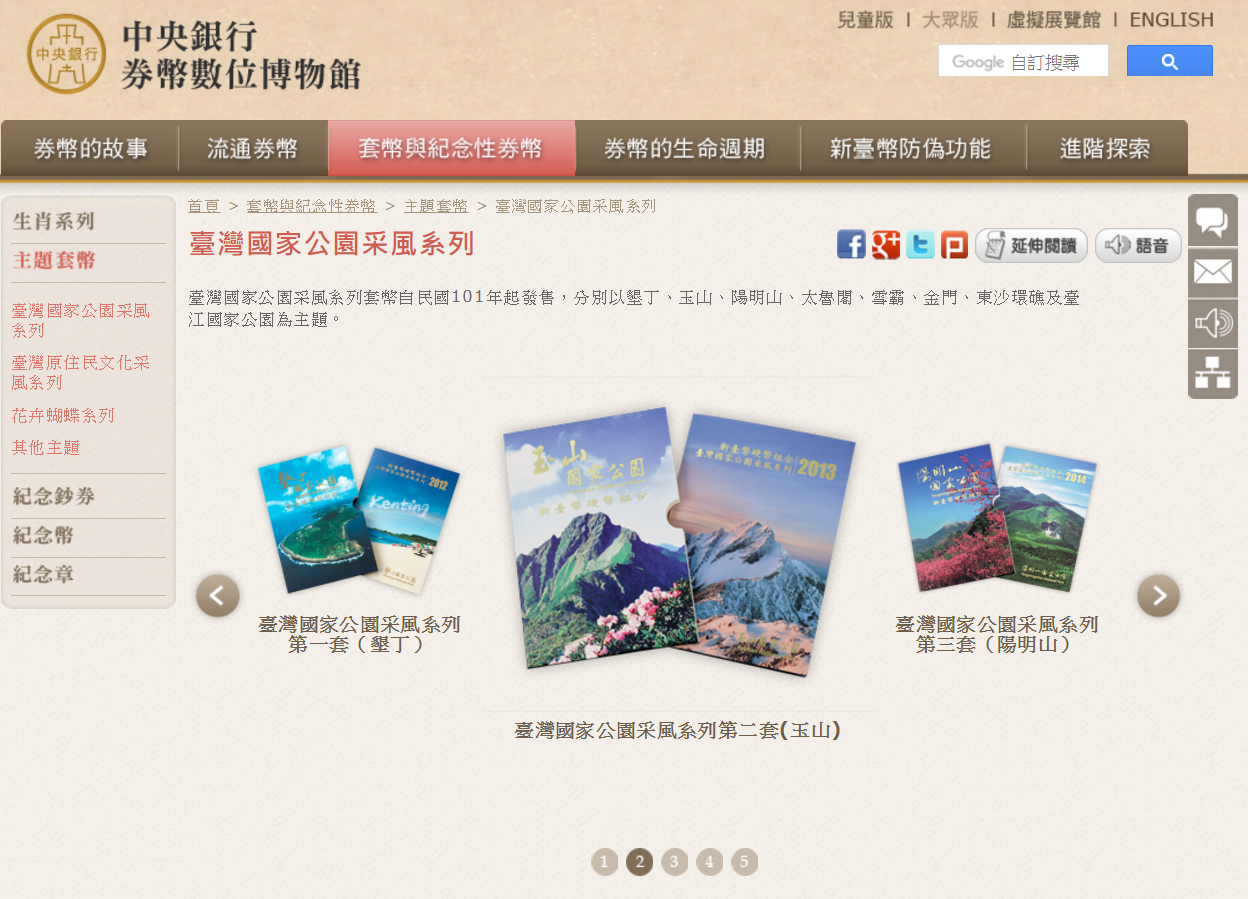 中央銀行
中央銀行
券幣數位博物館
兒童版 | 大眾版 | 虛擬展覽館 | ENGLISH
Google 自訂搜尋
券幣的故事 流通券幣 套幣與紀念性券幣 券幣的生命週期 新臺幣防偽功能 進階探索
生肖系列
主題套幣
臺灣國家公園采風
系列
臺灣原住民文化采
風系列
花卉蝴蝶系列
其他主題
紀念鈔券
紀念幣
紀念章
首頁 > 套幣與紀念性券幣 > 主題套幣 > 臺灣國家公園采風系列
臺灣國家公園采風系列
延伸閱讀 語音
臺灣國家公園采風系列套幣自民國101年起發售，分別以墾丁、玉山、陽明山、太魯閣、雪霸、金門、東沙環礁及臺
江國家公園為主題。
2012
Kenting
臺灣國家公園采風系列
第一套（墾丁）
玉山
國家公園
新臺幣硬幣組合
新臺幣硬幣組合
臺灣國家公園采風系列
2013
臺灣國家公園采風系列第二套(玉山)
陽明山
國家公園
2014
臺灣國家公園采風系列
第三套（陽明山）
1 2 3 4 5